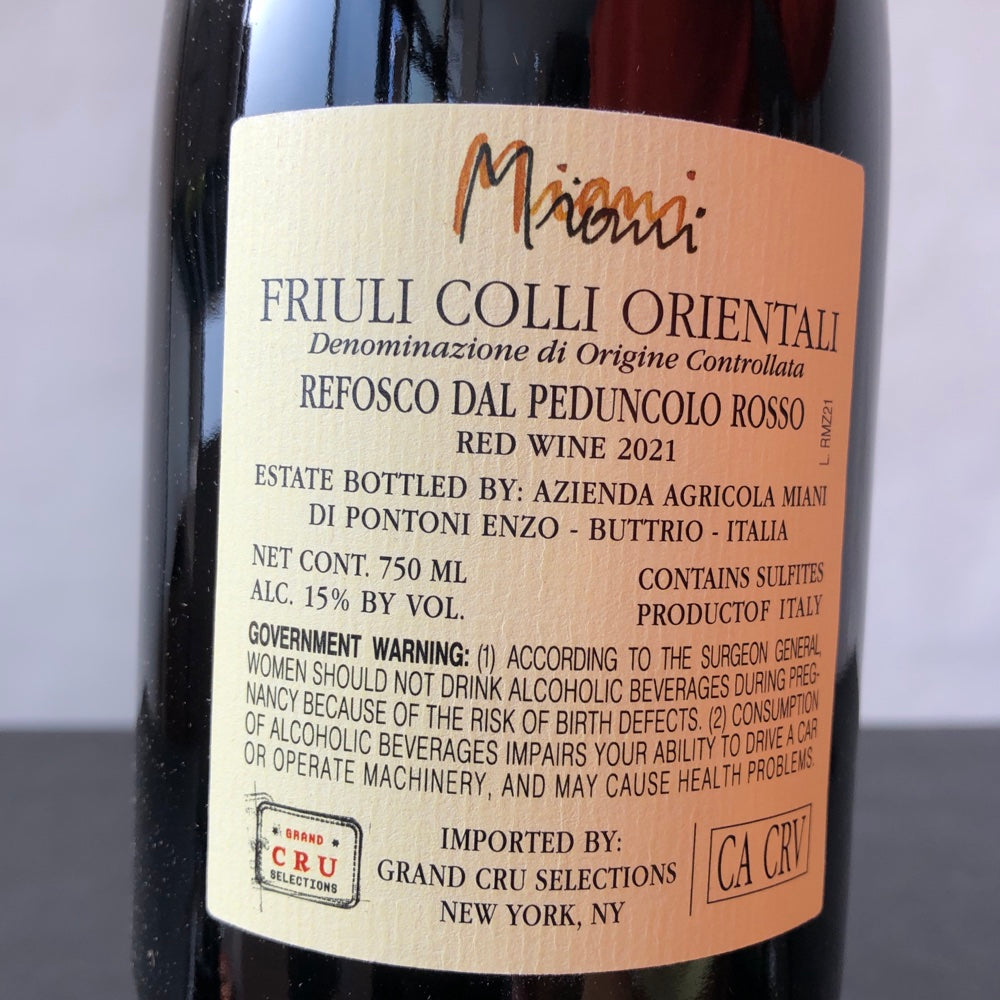 Miani
FRIULI COLLI ORIENTALI
Denominazione di Origine Controllata
REFOSCO DAL PEDUNCOLO ROSSO
RED WINE 2021
L. RMZ21
ESTATE BOTTLED BY: AZIENDA AGRICOLA MIANI
DI PONTONI ENZO - BUTTRIO - ITALIA
NET CONT. 750 ML
ALC. 15% BY VOL.
CONTAINS SULFITES
PRODUCTOF ITALY
GOVERNMENT WARNING: (1) ACCORDING TO THE SURGEON GENERAL,
WOMEN SHOULD NOT DRINK ALCOHOLIC BEVERAGES DURING PREG-
NANCY BECAUSE OF THE RISK OF BIRTH DEFECTS. (2) CONSUMPTION
OF ALCOHOLIC BEVERAGES IMPAIRS YOUR ABILITY TO DRIVE A CAR
OR OPERATE MACHINERY, AND MAY CAUSE HEALTH PROBLEMS.
GRAND
CRU
SELECTIONS
IMPORTED BY:
GRAND CRU SELECTIONS
NEW YORK, NY
CA CRV